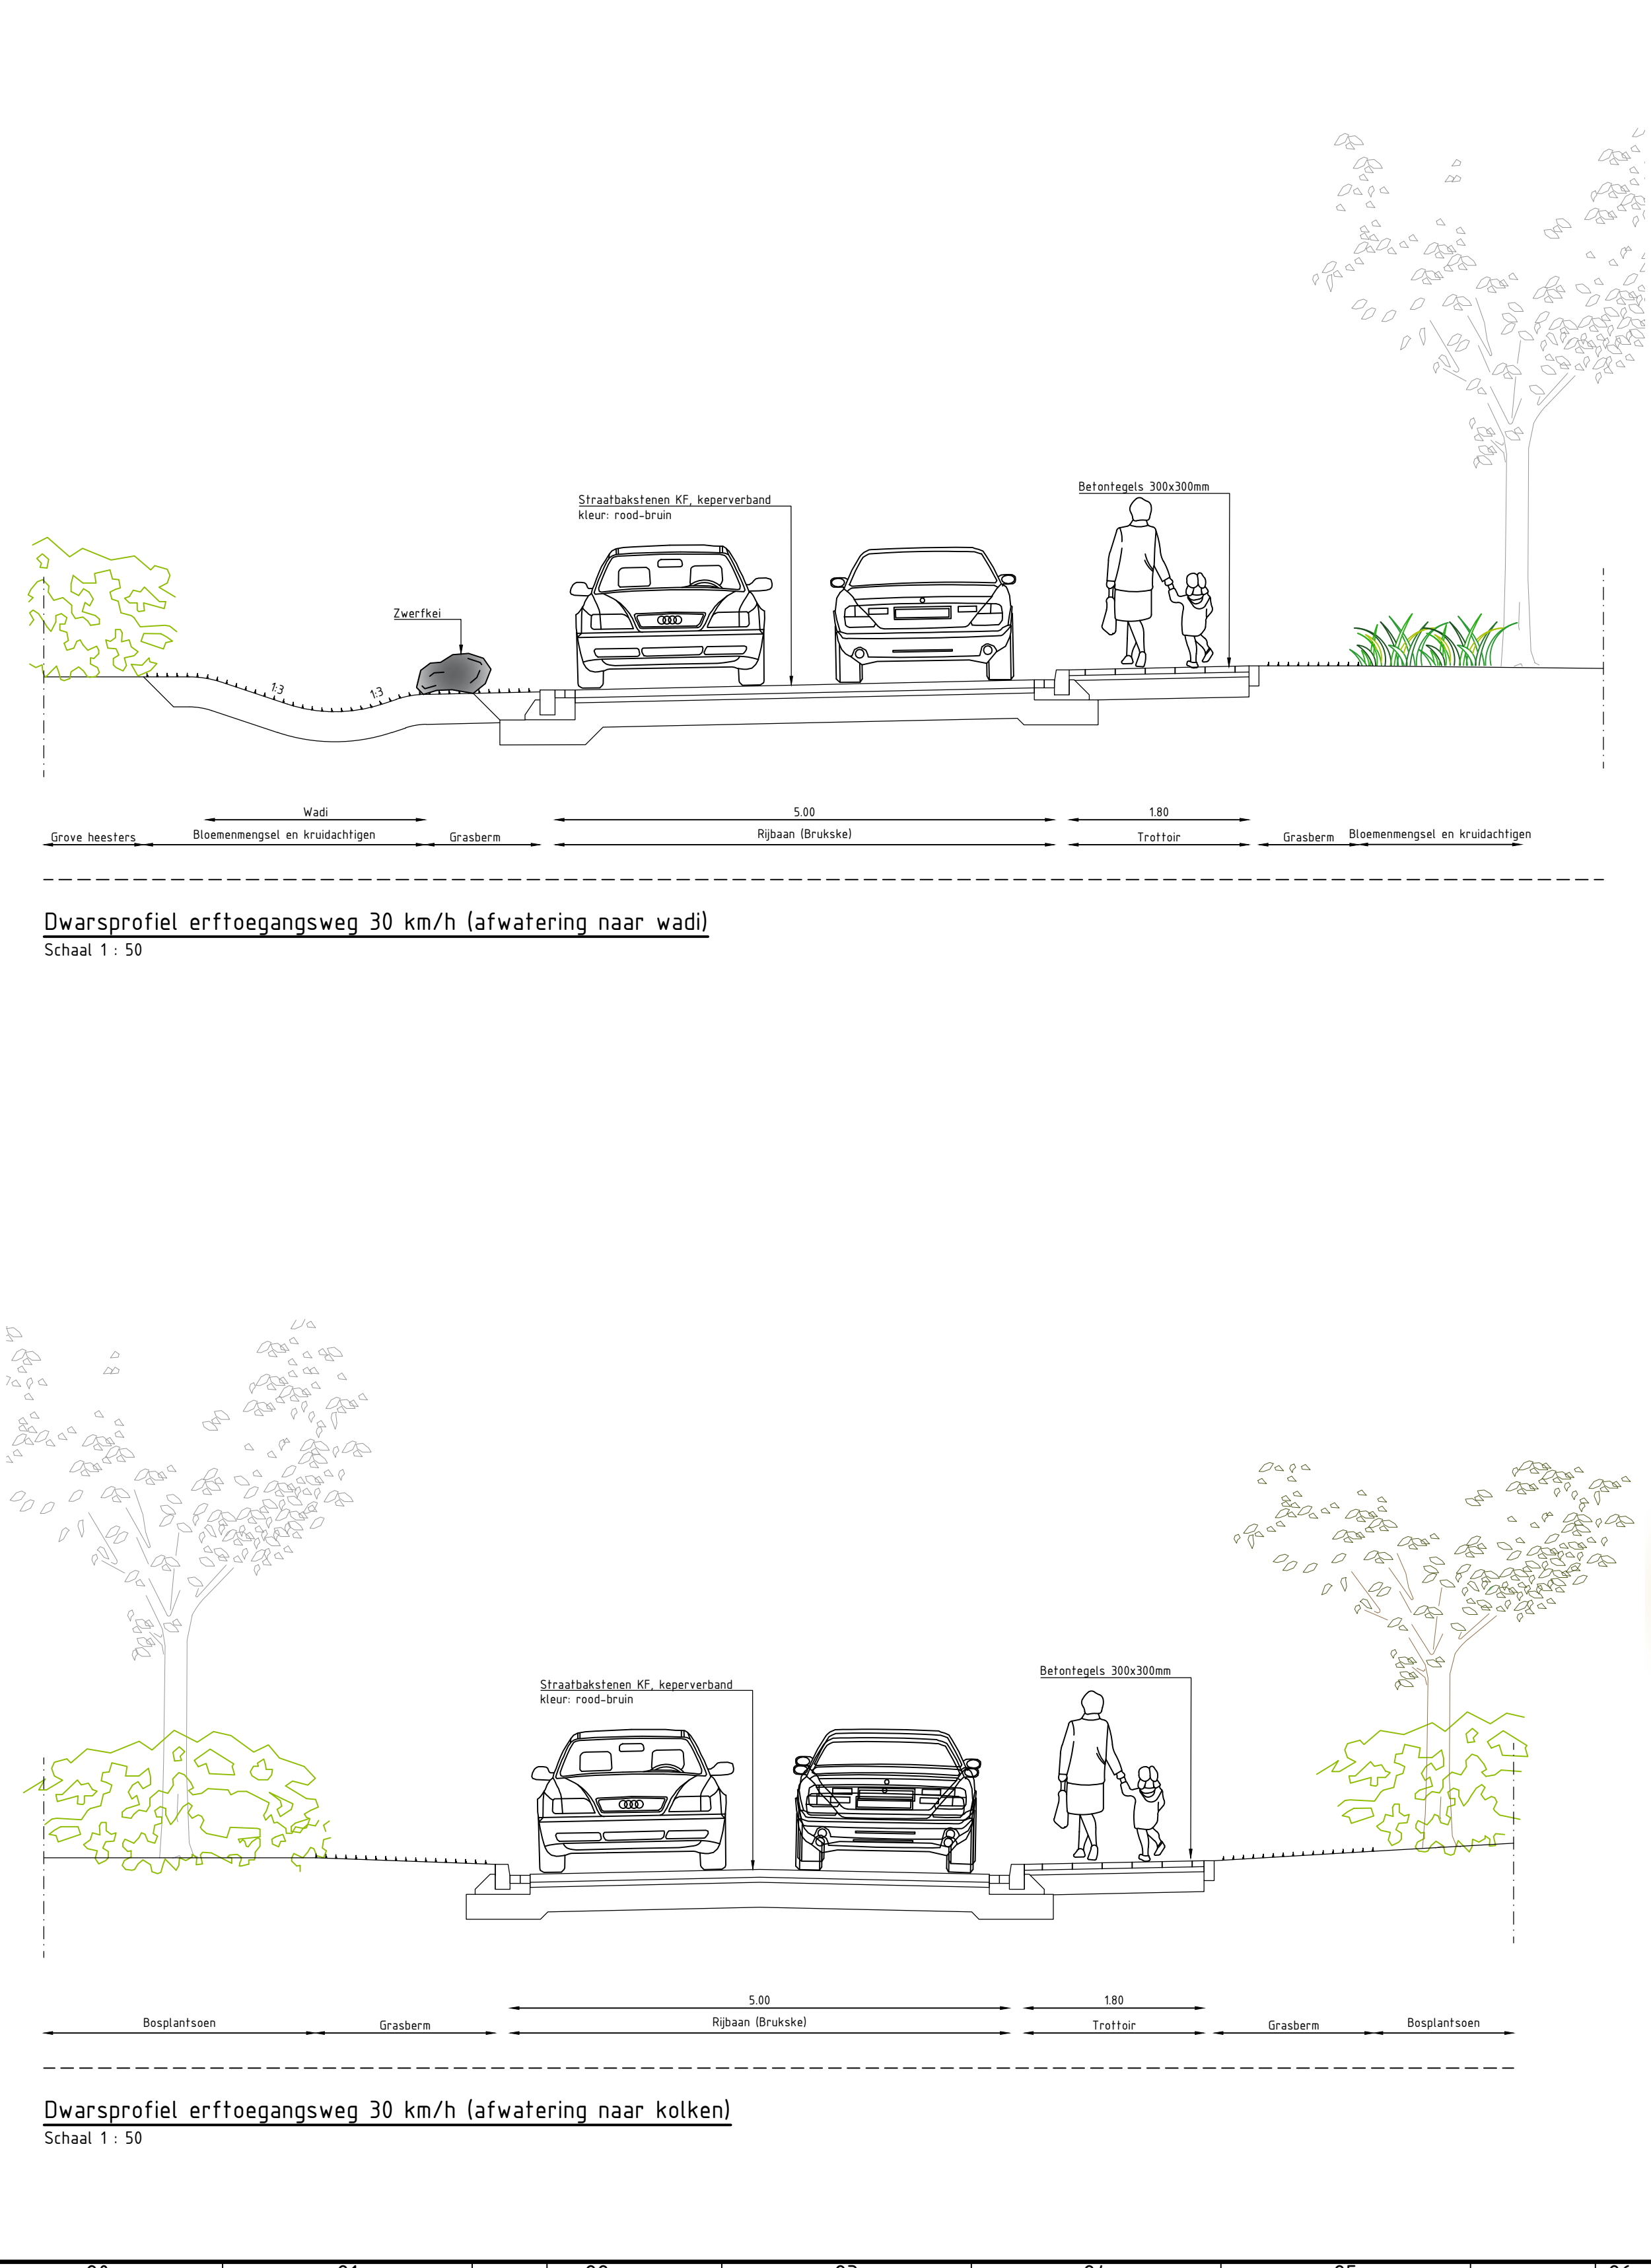 Betontegels 300x300mm
Straatbakstenen KF, keperverband
kleur: rood-bruin
Zwerfkei
1:3
1:3
Wadi
5.00
1.80
Grove heesters
Bloemenmengsel en kruidachtigen
Grasberm
Rijbaan (Brukske)
Trottoir
Grasberm
Bloemenmengsel en kruidachtigen
Dwarsprofiel erftoegangsweg 30 km/h (afwatering naar wadi)
Schaal 1 : 50
Betontegels 300x300mm
Straatbakstenen KF, keperverband
kleur: rood-bruin
5.00
1.80
Bosplantsoen
Grasberm
Rijbaan (Brukske)
Trottoir
Grasberm
Bosplantsoen
Dwarsprofiel erftoegangsweg 30 km/h (afwatering naar kolken)
Schaal 1 : 50